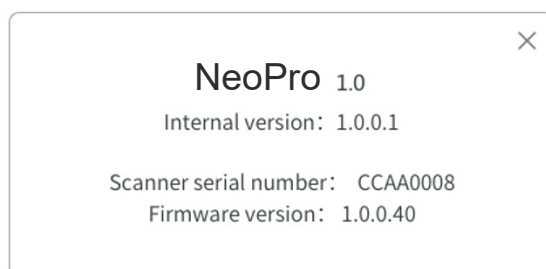 NeoPro 1.0
Internal version： 1.0.0.1
Scanner serial number： CCAA0008
Firmware version： 1.0.0.40